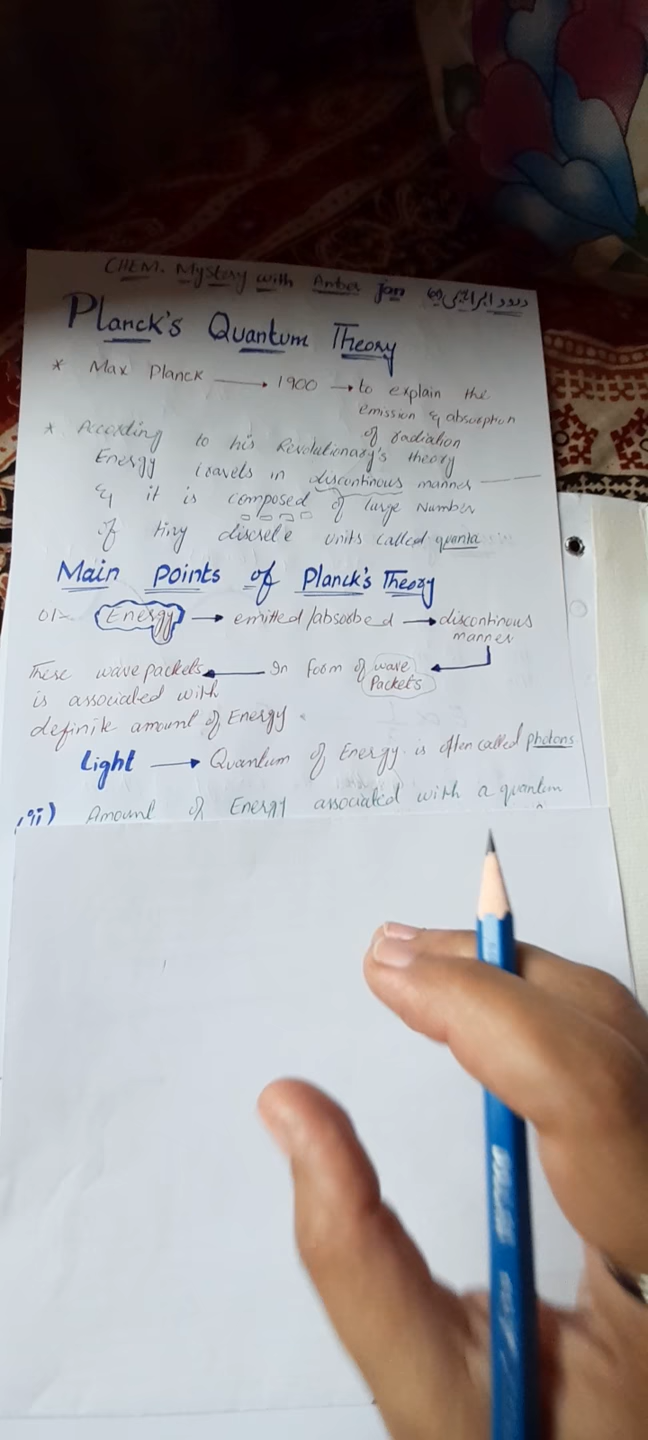 CHEM. Mystery with Amber jan درود ابراہیمی
Planck's Quantum Theory
* Max Planck → 1900 → to explain the
emission & absorption
of radiation
* According to his Revolutionary's theory
Energy travels in discontinous manner
& it is composed of large Number
of tiny discrete units called quanta
Main points of Planck's Theory
01~ Energy → emitted/absorbed → discontinous
manner
These wave packets ← In form of wave
Packets
is associated with
definite amount of Energy.
Light → Quantum of Energy is often called photons
ii) Amount of Energy associated with a quantum